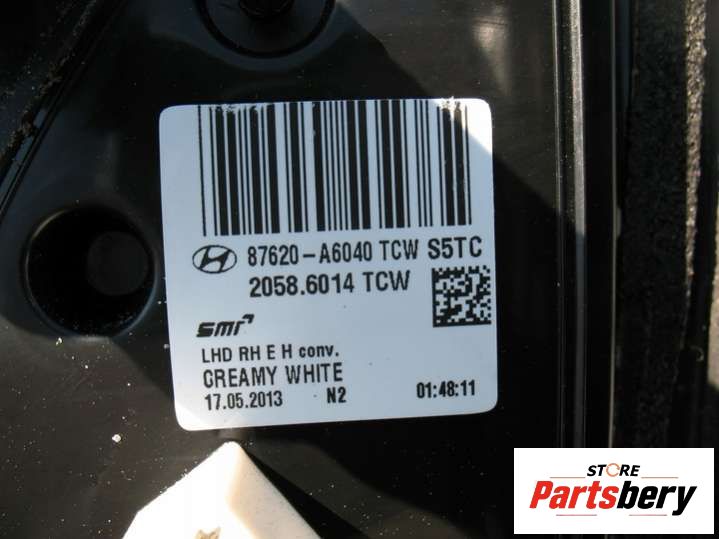 87620-A6040 TCW S5TC
2058.6014 TCW
smr
LHD RH E H conv.
CREAMY WHITE
17.05.2013 N2 01:48:11
STORE
Partsbery